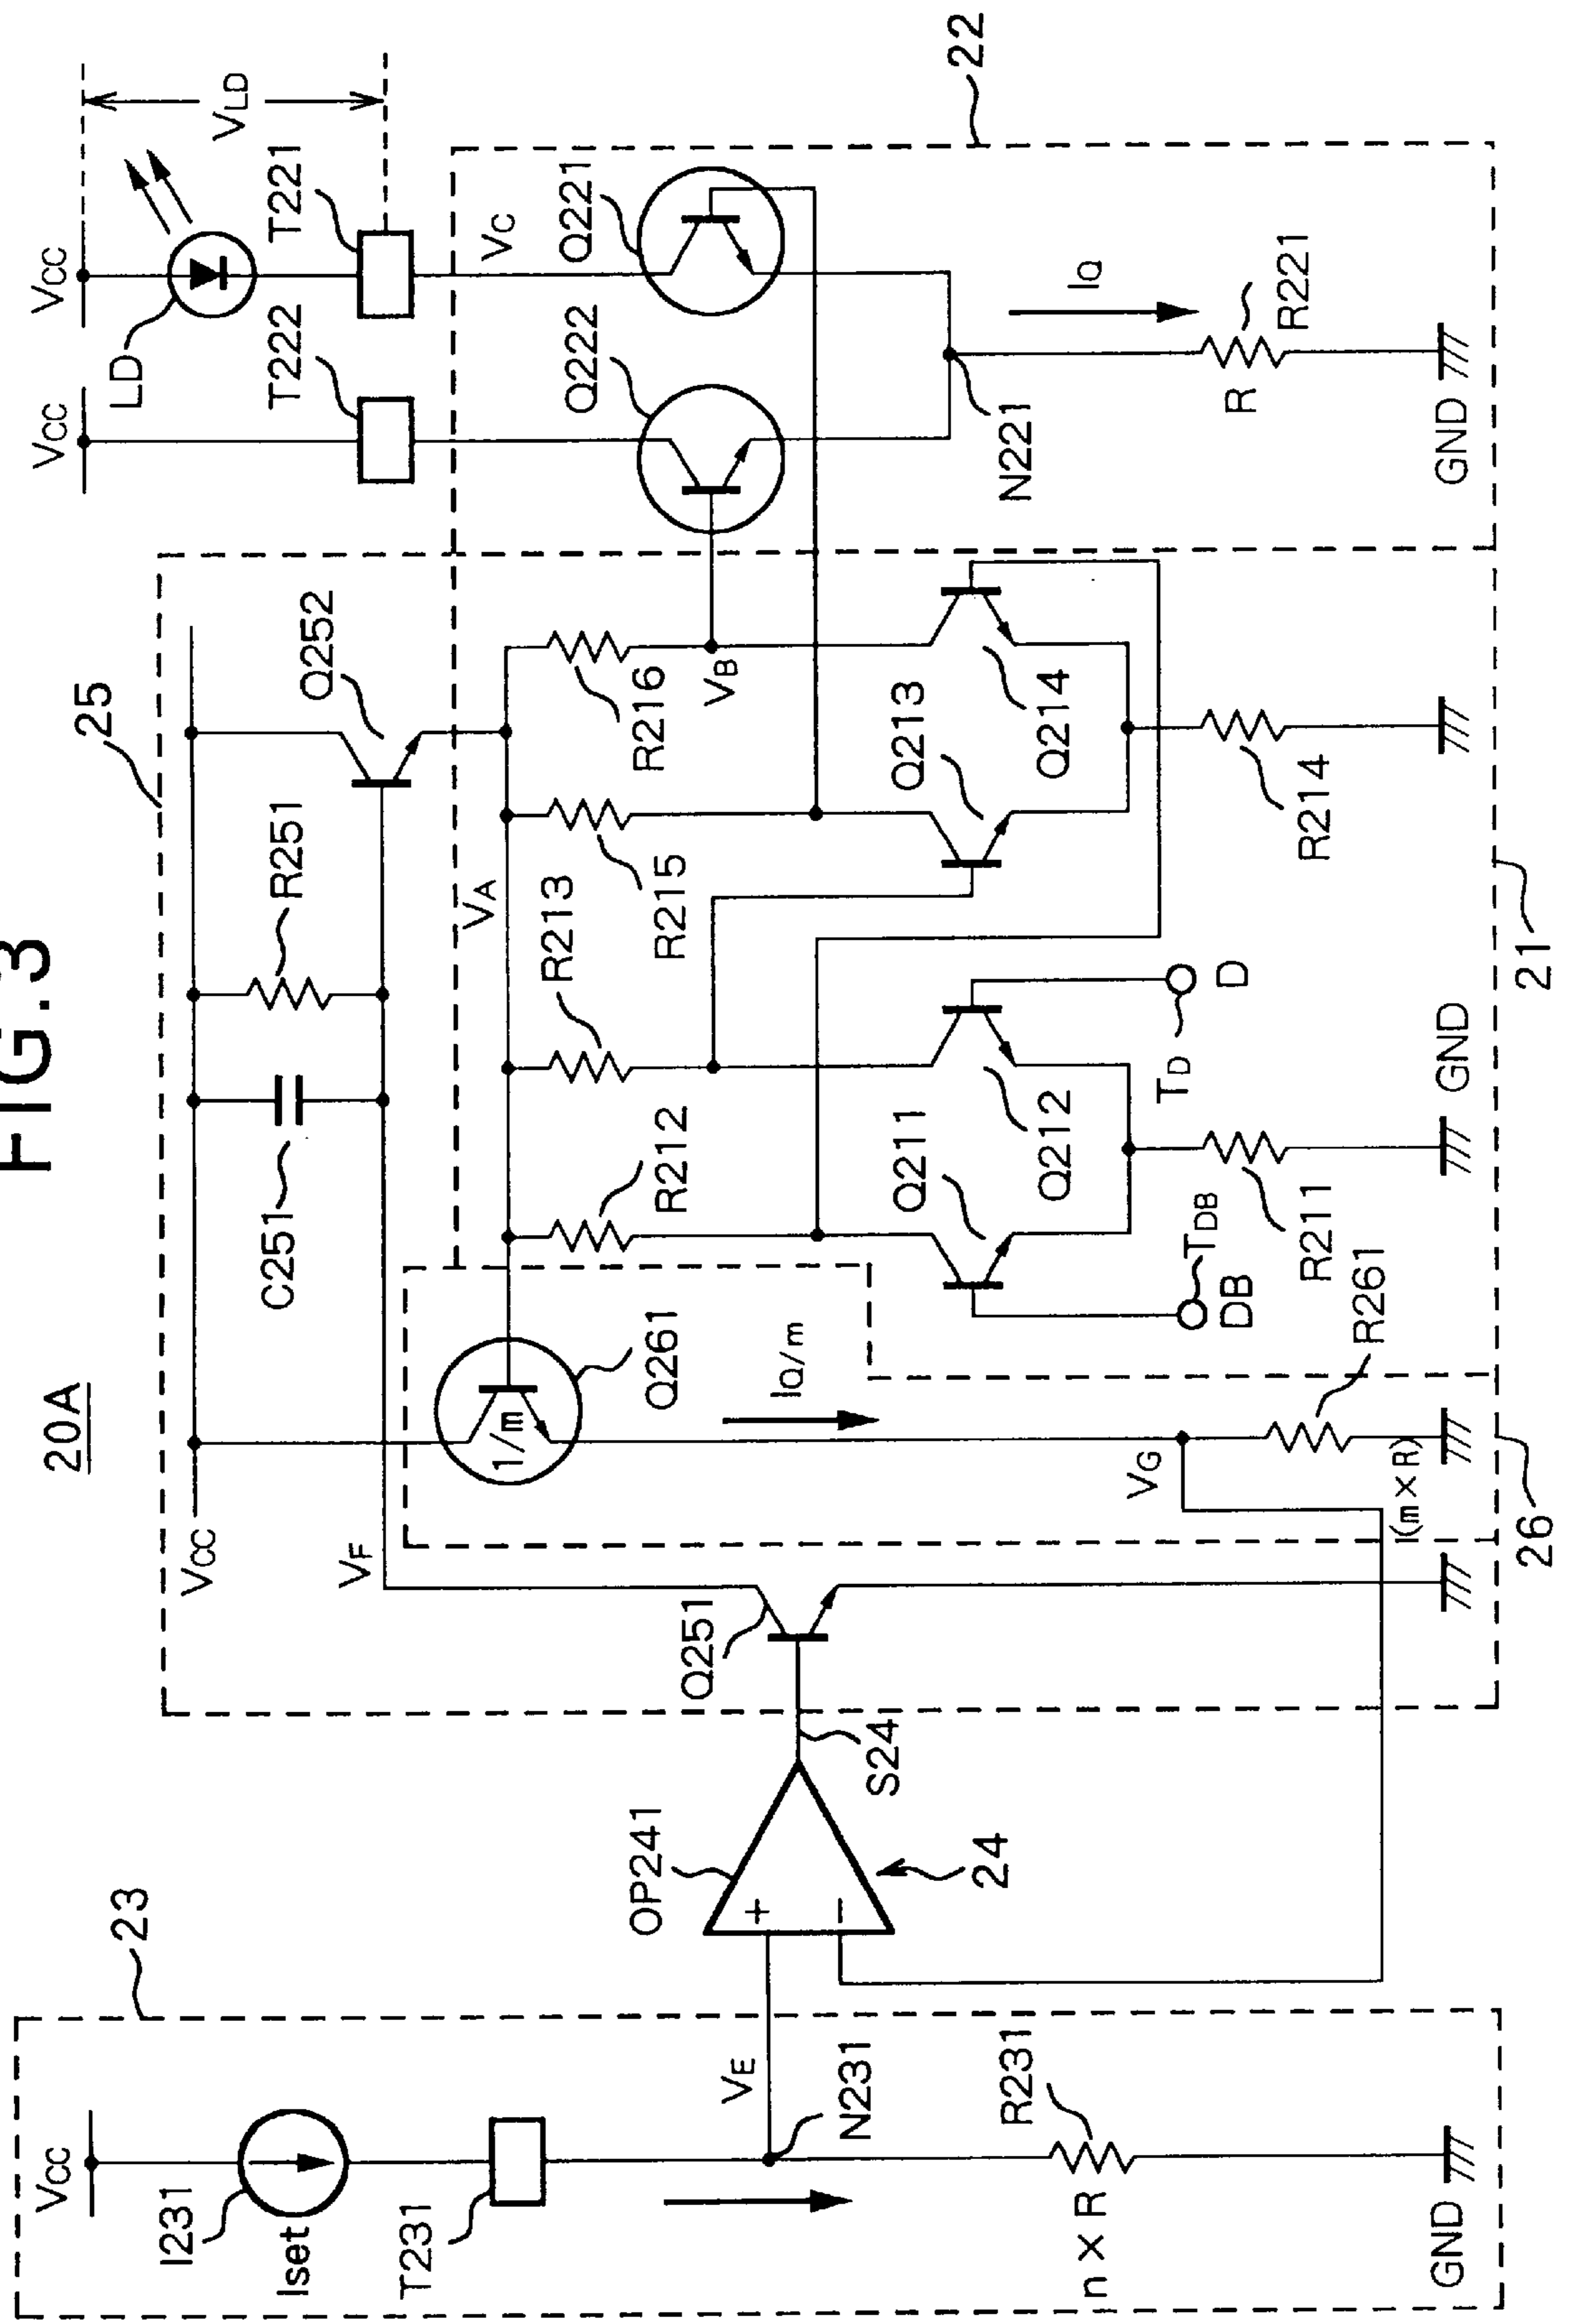 FIG.3
20A
25
VCC
C251
R251
Q252
VF
VCC
T222
VCC
LD
T221
VLD
22
23
VCC
I231
Iset
T231
VE
N231
R231
n × R
GND
OP241
+
−
24
S24
Q251
1/m
Q261
IQ/m
VG
R261
(m × R)
26
VA
R212
R213
R215
R216
VB
Q211
Q212
Q213
Q214
TDB
DB
TD
D
R211
GND
R214
21
Q222
Q221
VC
N221
IQ
R
R221
GND